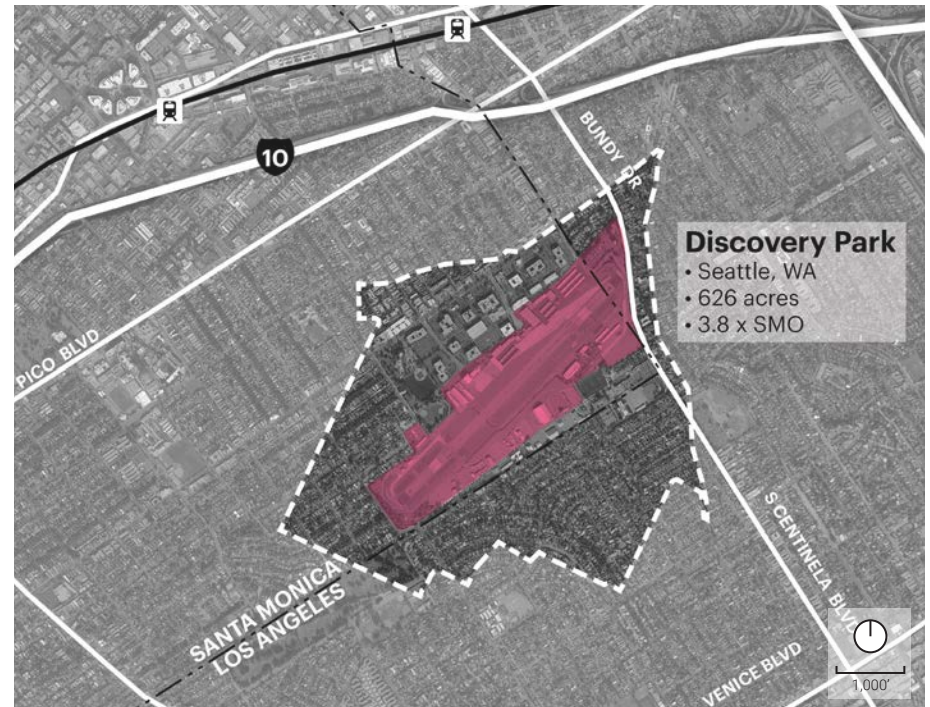 BUNDY DR
10
Discovery Park
• Seattle, WA
• 626 acres
• 3.8 x SMO
PICO BLVD
S CENTINELA BLVD
SANTA MONICA
LOS ANGELES
VENICE BLVD
1,000'